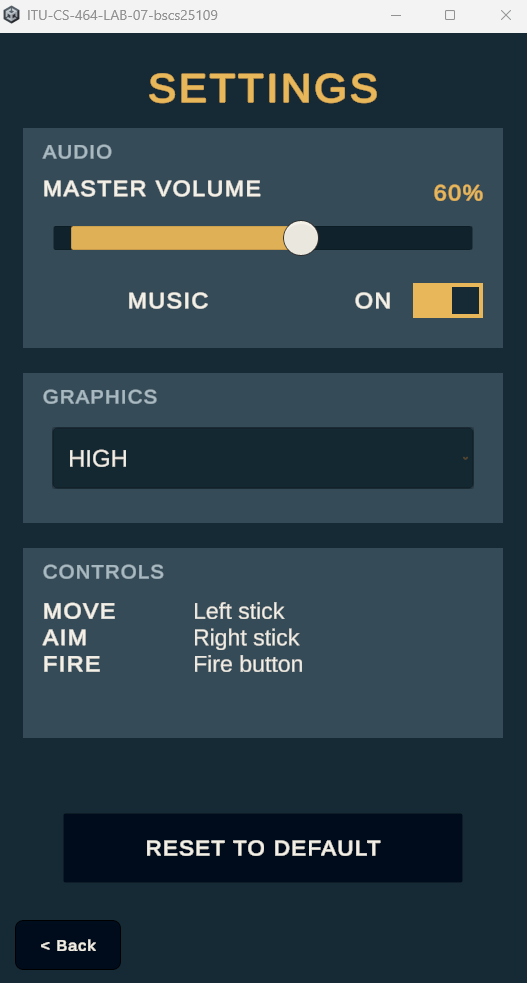 ITU-CS-464-LAB-07-bscs25109
SETTINGS
AUDIO
MASTER VOLUME 60%
MUSIC ON
GRAPHICS
HIGH
CONTROLS
MOVE Left stick
AIM Right stick
FIRE Fire button
RESET TO DEFAULT
< Back